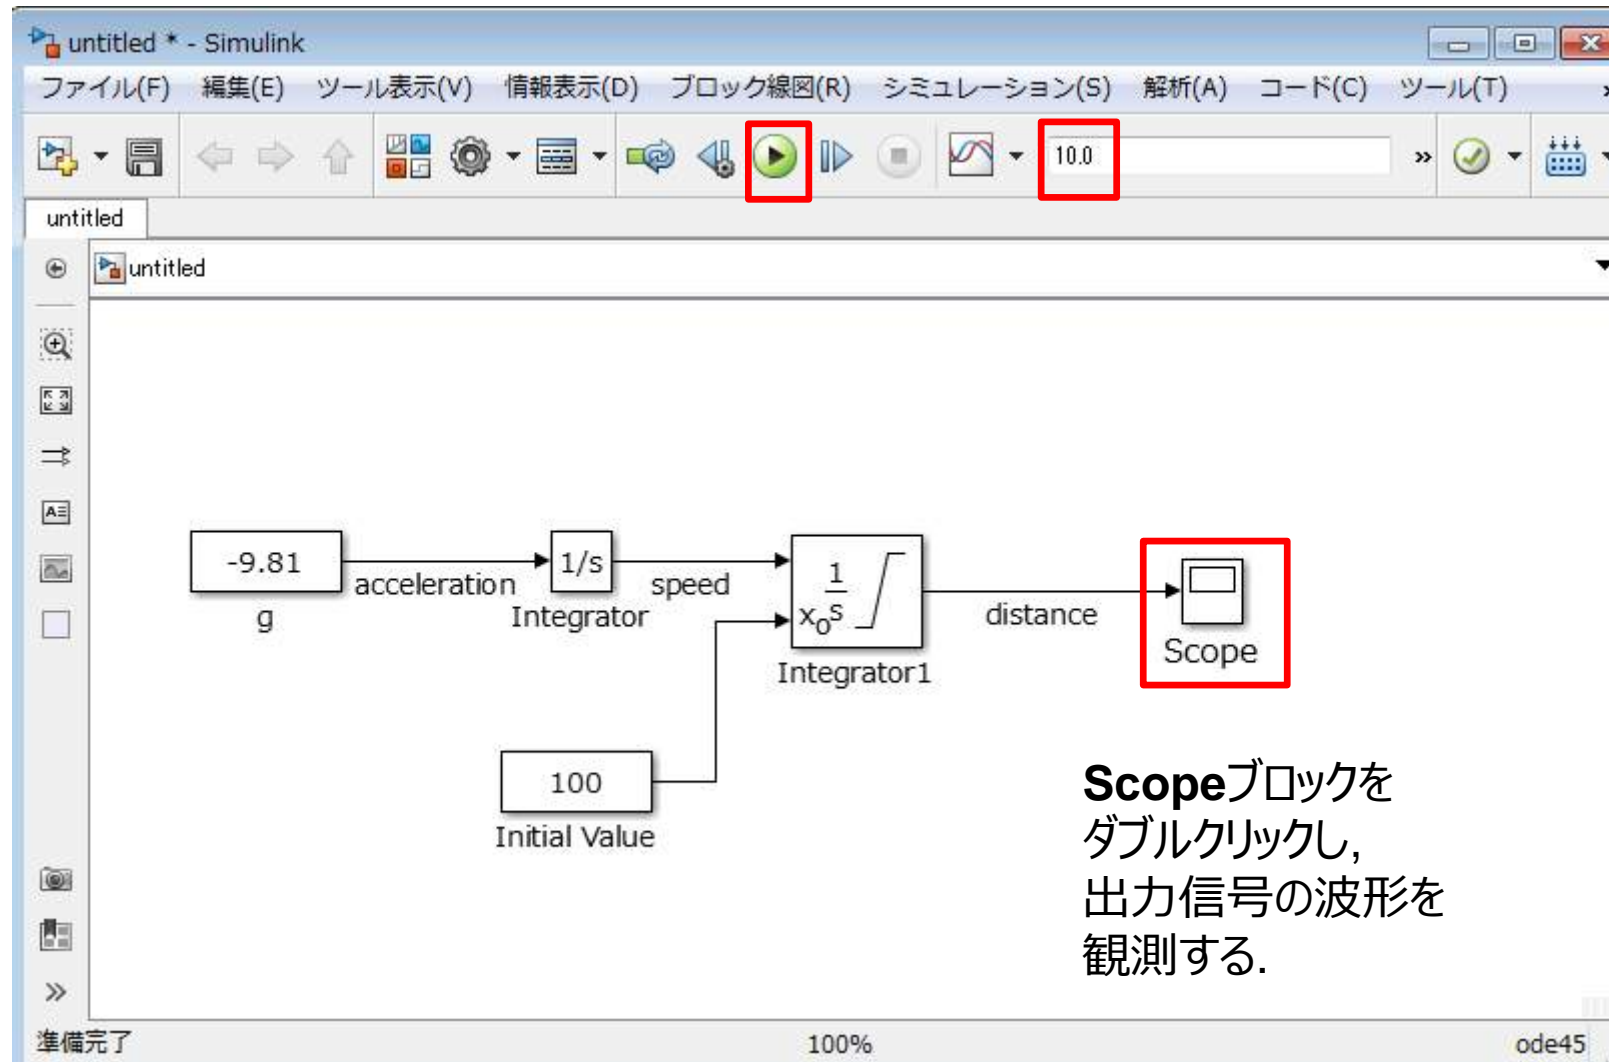 untitled * - Simulink
ファイル(F) 編集(E) ツール表示(V) 情報表示(D) ブロック線図(R) シミュレーション(S) 解析(A) コード(C) ツール(T) »
10.0 »
untitled
untitled
-9.81
acceleration
g
1/s
Integrator
speed
1
x₀ s
Integrator1
distance
Scope
100
Initial Value
Scopeブロックを
ダブルクリックし,
出力信号の波形を
観測する.
準備完了 100% ode45